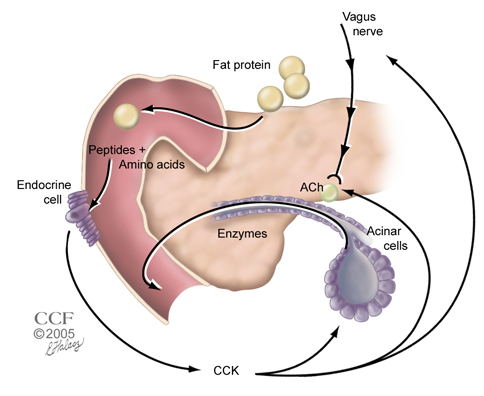 Vagus
nerve
Fat protein
Peptides +
Amino acids
Endocrine
cell
ACh
Enzymes
Acinar
cells
CCF
©2005
CCK